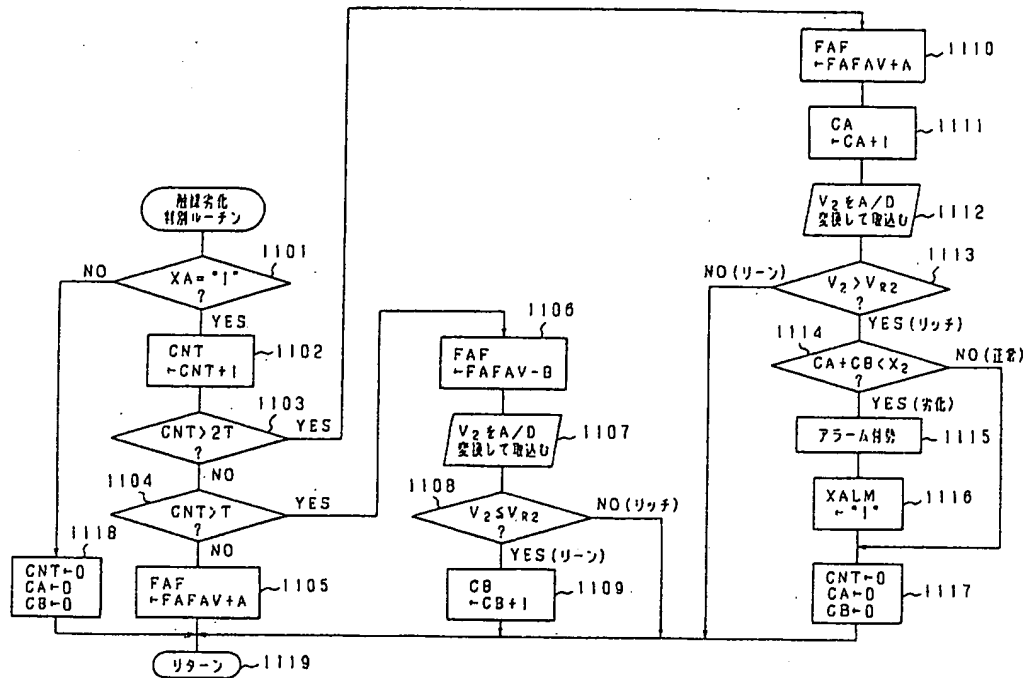 触媒劣化
判別ルーチン
1101
XA="1"
?
NO
YES
CNT
←CNT+1
1102
1103
CNT>2T
?
YES
NO
1104
CNT>T
?
YES
NO
FAF
←FAFAV+A
1105
1118
CNT←0
CA←0
CB←0
リターン
1119
1106
FAF
←FAFAV-B
V2をA/D
変換して取込む
1107
1108
V2≦VR2
?
NO(リッチ)
YES(リーン)
CB
←CB+1
1109
FAF
←FAFAV+A
1110
CA
←CA+1
1111
V2をA/D
変換して取込む
1112
1113
NO(リーン)
V2>VR2
?
YES(リッチ)
1114
CA+CB<X2
?
NO(正常)
YES(劣化)
アラーム付勢
1115
XALM
←"1"
1116
CNT←0
CA←0
CB←0
1117